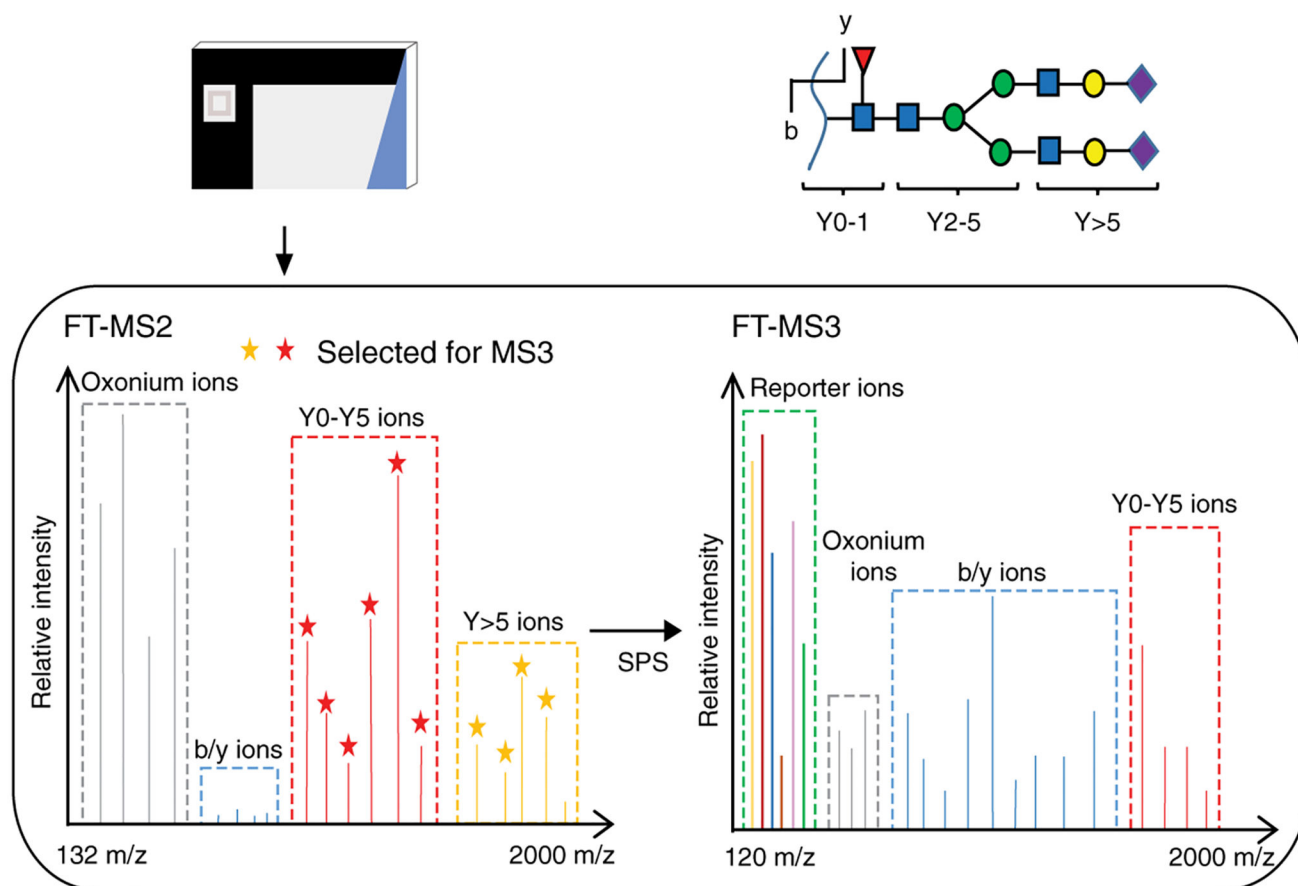 y
b
Y0-1
Y2-5
Y>5
FT-MS2
Selected for MS3
Oxonium ions
Y0-Y5 ions
Y>5 ions
b/y ions
Relative intensity
132 m/z
2000 m/z
SPS
FT-MS3
Reporter ions
Oxonium
ions
b/y ions
Y0-Y5 ions
Relative intensity
120 m/z
2000 m/z